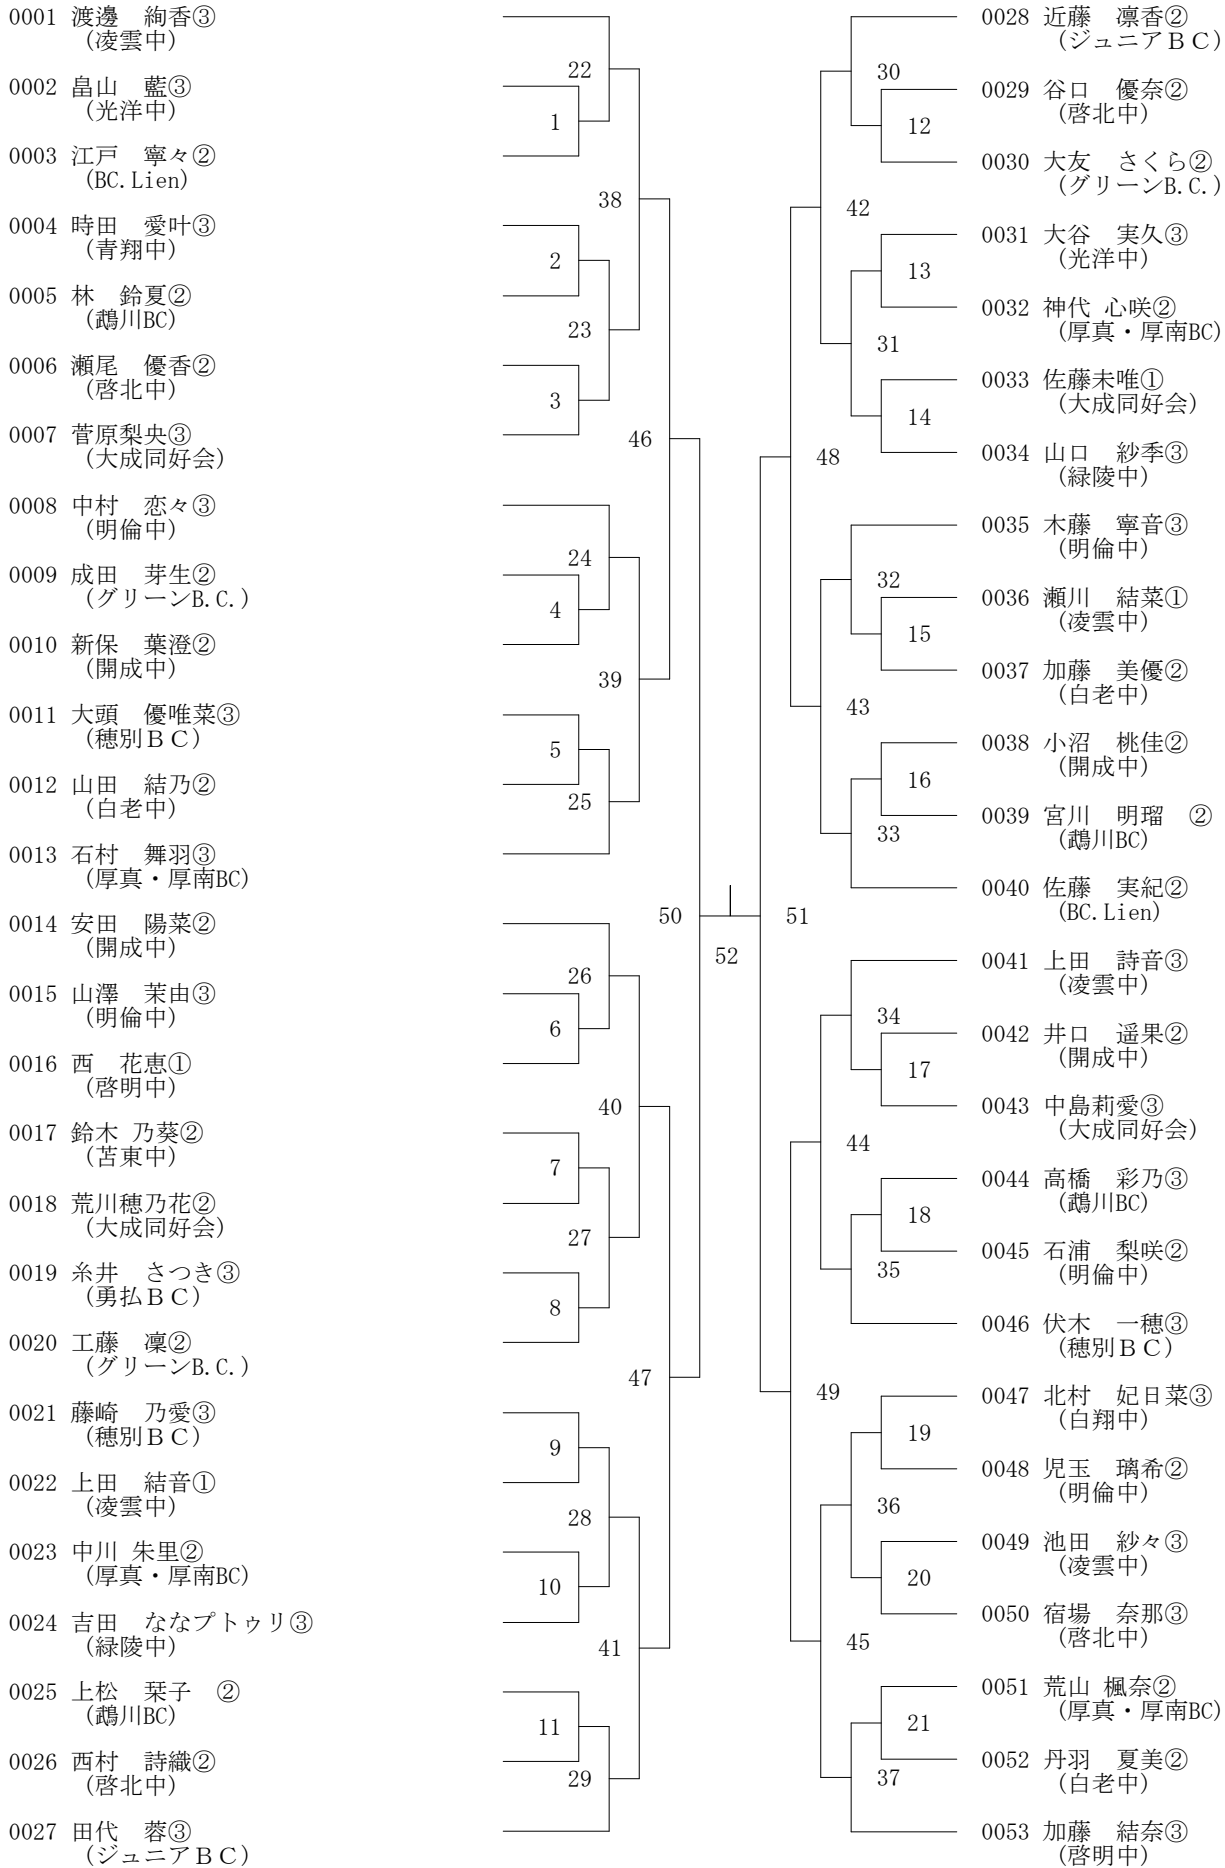 0001 渡邊　絢香③
(凌雲中)
0002 畠山　藍③
(光洋中)
0003 江戸　寧々②
(BC.Lien)
0004 時田　愛叶③
(青翔中)
0005 林　鈴夏②
(鵡川BC)
0006 瀬尾　優香②
(啓北中)
0007 菅原梨央③
(大成同好会)
0008 中村　恋々③
(明倫中)
0009 成田　芽生②
(グリーンB.C.)
0010 新保　葉澄②
(開成中)
0011 大頭　優唯菜③
(穂別ＢＣ)
0012 山田　結乃②
(白老中)
0013 石村　舞羽③
(厚真・厚南BC)
0014 安田　陽菜②
(開成中)
0015 山澤　茉由③
(明倫中)
0016 西　花恵①
(啓明中)
0017 鈴木 乃葵②
(苫東中)
0018 荒川穂乃花②
(大成同好会)
0019 糸井　さつき③
(勇払ＢＣ)
0020 工藤　凜②
(グリーンB.C.)
0021 藤崎　乃愛③
(穂別ＢＣ)
0022 上田　結音①
(凌雲中)
0023 中川 朱里②
(厚真・厚南BC)
0024 吉田　ななプトゥリ③
(緑陵中)
0025 上松　栞子　②
(鵡川BC)
0026 西村　詩織②
(啓北中)
0027 田代　蓉③
(ジュニアＢＣ)
22
1
38
2
23
3
46
24
4
39
5
25
50
26
6
40
7
27
8
47
9
28
10
41
11
29
52
30
12
42
13
31
14
48
32
15
43
16
33
51
34
17
44
18
35
49
19
36
20
45
21
37
0028 近藤　凛香②
(ジュニアＢＣ)
0029 谷口　優奈②
(啓北中)
0030 大友　さくら②
(グリーンB.C.)
0031 大谷　実久③
(光洋中)
0032 神代 心咲②
(厚真・厚南BC)
0033 佐藤未唯①
(大成同好会)
0034 山口　紗季③
(緑陵中)
0035 木藤　寧音③
(明倫中)
0036 瀬川　結菜①
(凌雲中)
0037 加藤　美優②
(白老中)
0038 小沼　桃佳②
(開成中)
0039 宮川　明瑠　②
(鵡川BC)
0040 佐藤　実紀②
(BC.Lien)
0041 上田　詩音③
(凌雲中)
0042 井口　遥果②
(開成中)
0043 中島莉愛③
(大成同好会)
0044 高橋　彩乃③
(鵡川BC)
0045 石浦　梨咲②
(明倫中)
0046 伏木　一穂③
(穂別ＢＣ)
0047 北村　妃日菜③
(白翔中)
0048 児玉　璃希②
(明倫中)
0049 池田　紗々③
(凌雲中)
0050 宿場　奈那③
(啓北中)
0051 荒山 楓奈②
(厚真・厚南BC)
0052 丹羽　夏美②
(白老中)
0053 加藤　結奈③
(啓明中)